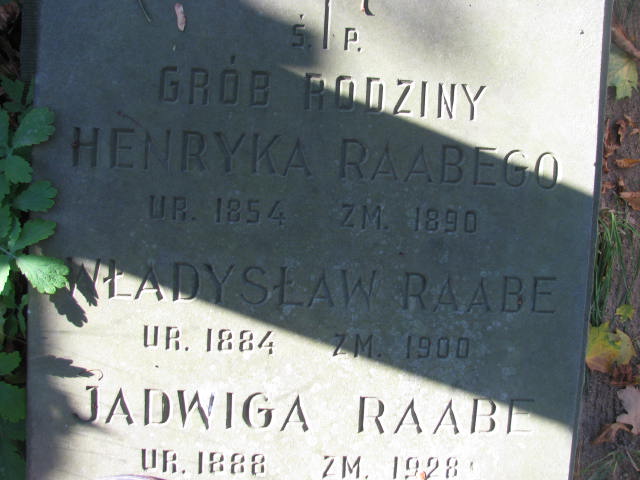 Ś. P.
GRÓB RODZINY
HENRYKA RAABEGO
UR. 1854 ZM. 1890
WŁADYSŁAW RAABE
UR. 1884 ZM. 1900
JADWIGA RAABE
UR. 1888 ZM. 1928